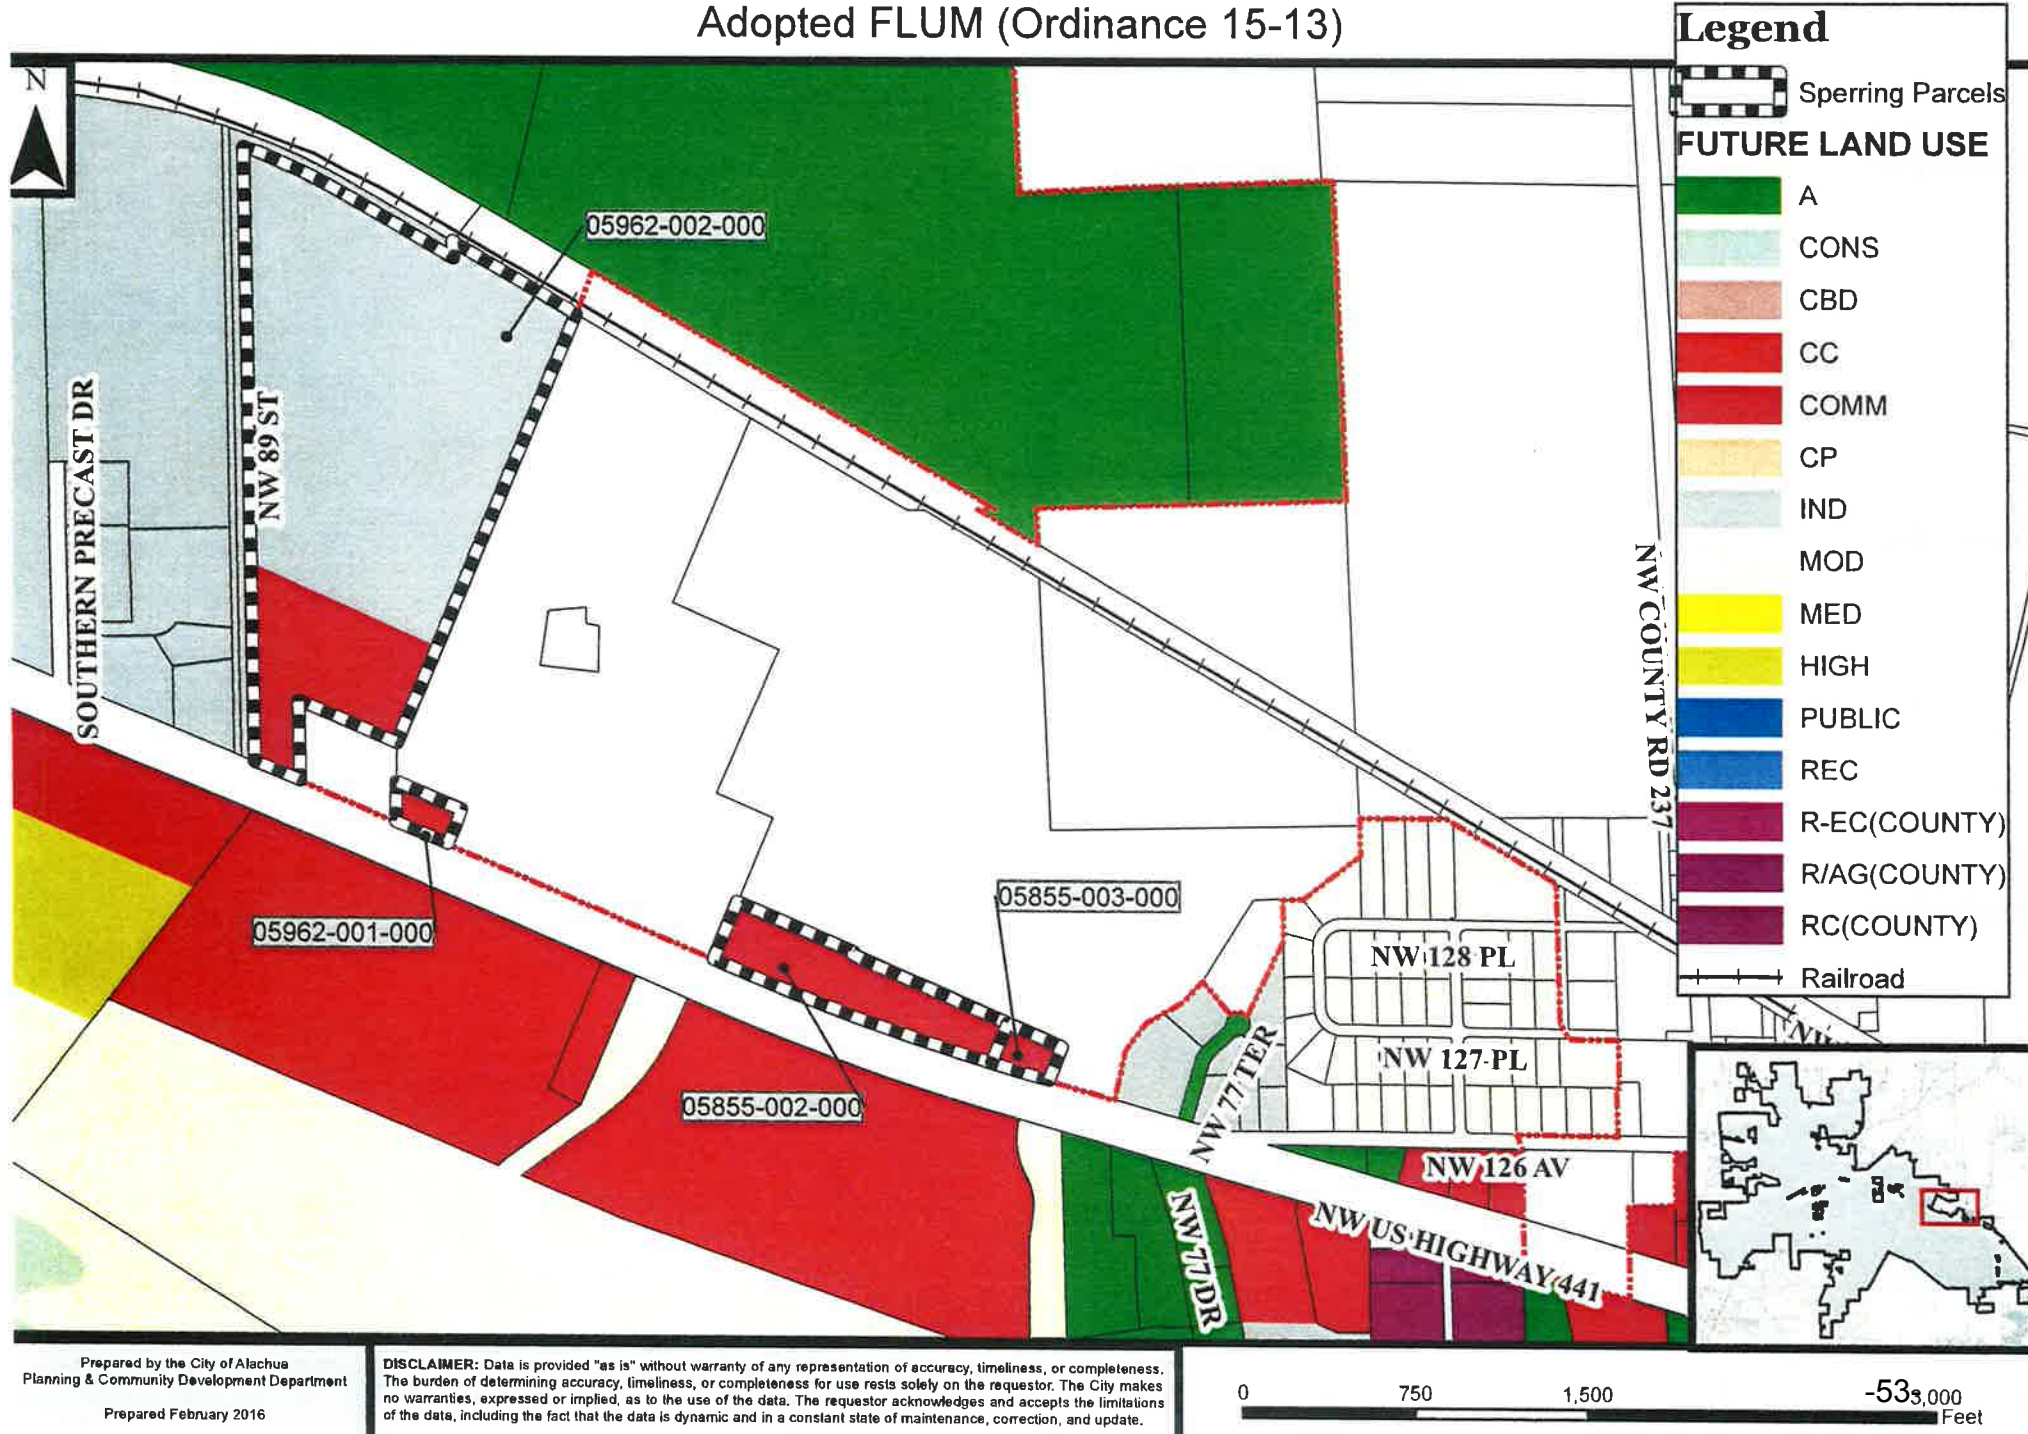 Adopted FLUM (Ordinance 15-13)
Legend
Sperring Parcels
FUTURE LAND USE
A
CONS
CBD
CC
COMM
CP
IND
MOD
MED
HIGH
PUBLIC
REC
R-EC(COUNTY)
R/AG(COUNTY)
RC(COUNTY)
Railroad
N
05962-002-000
SOUTHERN PRECAST DR
NW 89 ST
NW COUNTY RD 237
05962-001-000
05855-003-000
05855-002-000
NW 128 PL
NW 127 PL
NW 77 TER
NW 126 AV
NW 77 DR
NW US HIGHWAY 441
NW
Prepared by the City of Alachua
Planning & Community Development Department
Prepared February 2016
DISCLAIMER: Data is provided "as is" without warranty of any representation of accuracy, timeliness, or completeness.
The burden of determining accuracy, timeliness, or completeness for use rests solely on the requestor. The City makes
no warranties, expressed or implied, as to the use of the data. The requestor acknowledges and accepts the limitations
of the data, including the fact that the data is dynamic and in a constant state of maintenance, correction, and update.
0 750 1,500 3,000
Feet
-53-